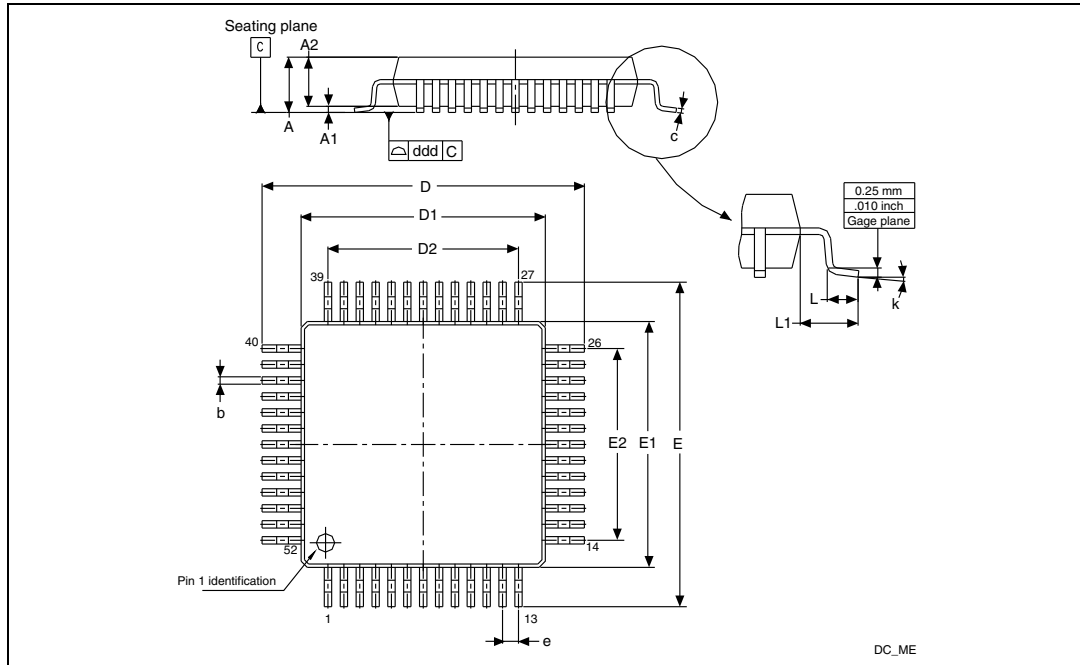 Seating plane
C
A2
A
A1
ddd C
c
D
D1
D2
0.25 mm
.010 inch
Gage plane
L
L1
k
39
27
40
26
b
E2
E1
E
52
14
Pin 1 identification
1
13
e
DC_ME